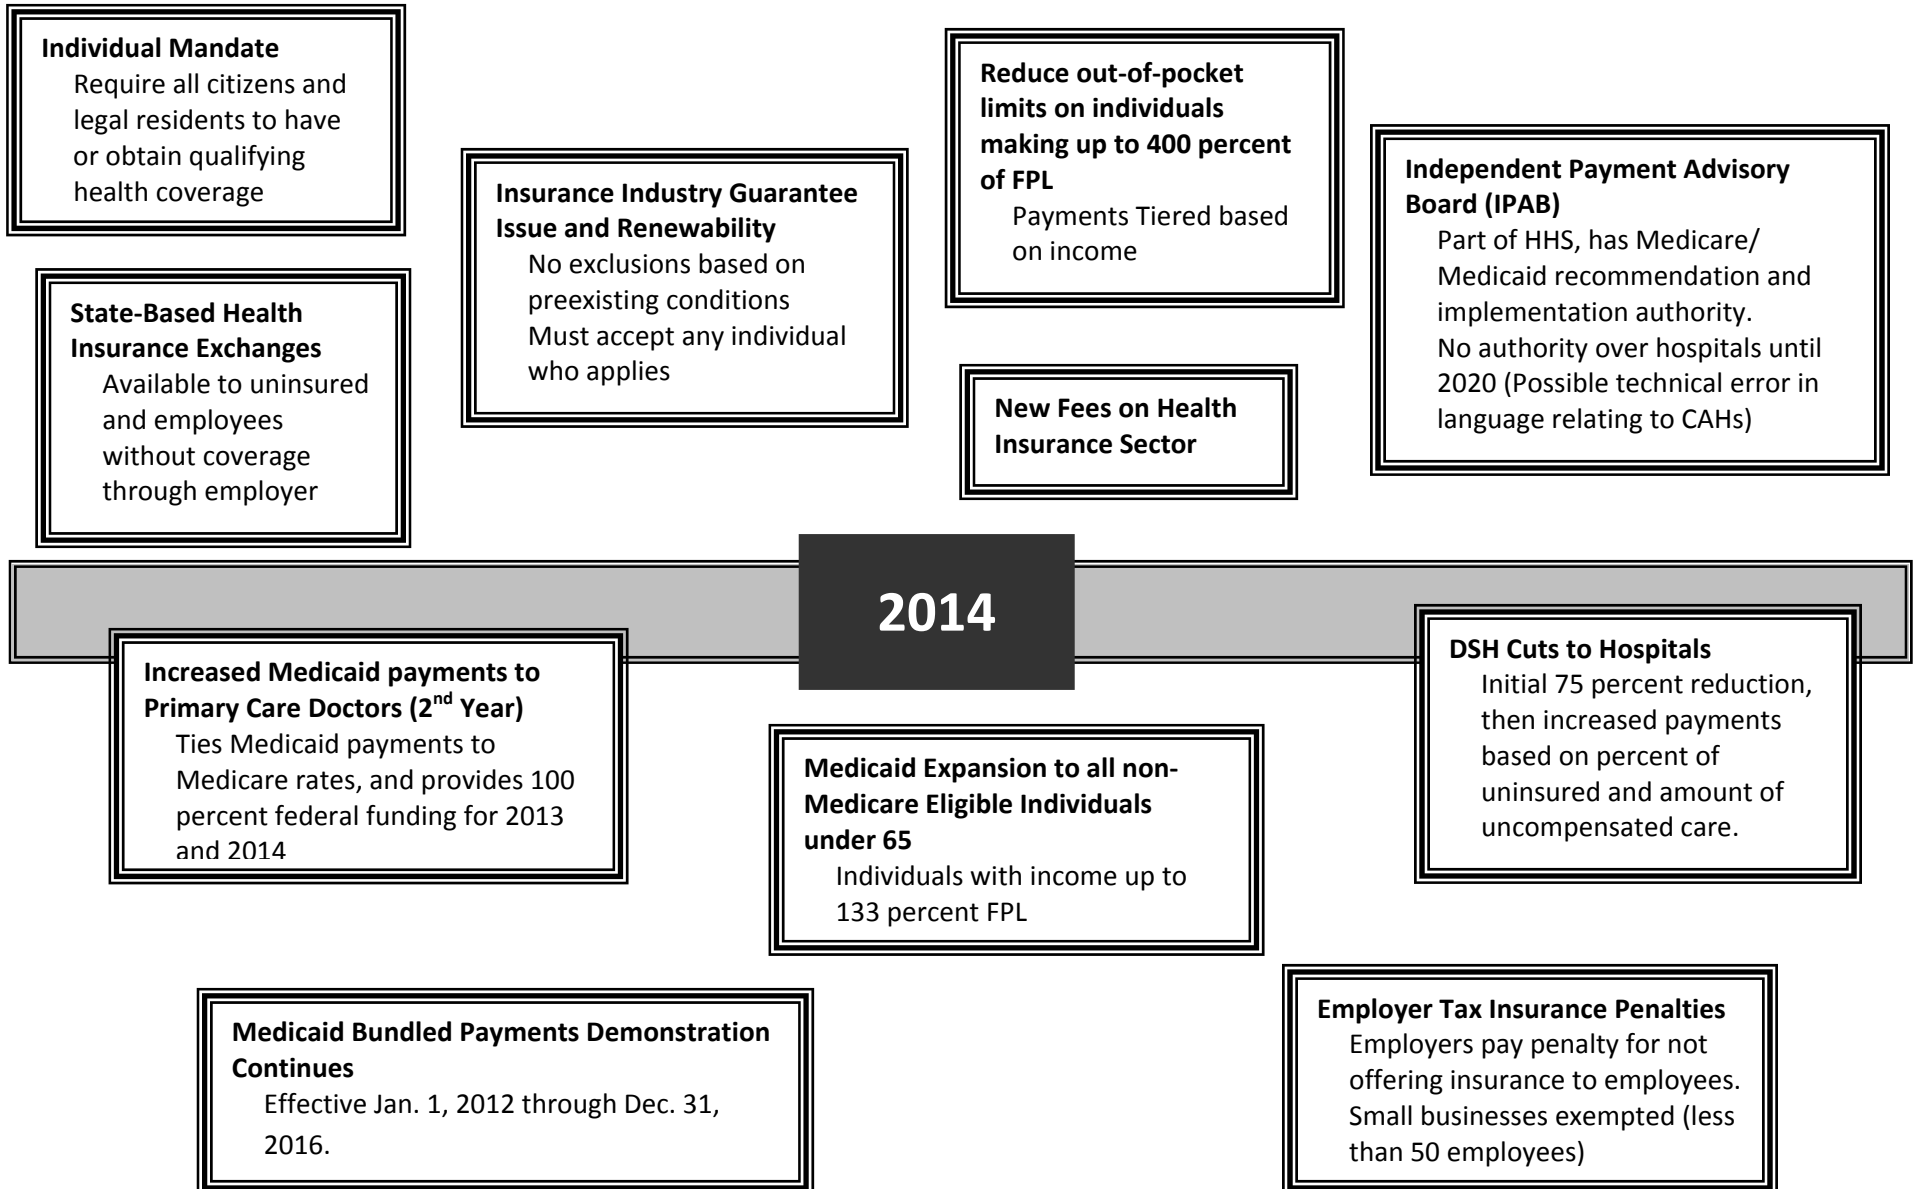 Individual Mandate
Require all citizens and
legal residents to have
or obtain qualifying
health coverage
State-Based Health
Insurance Exchanges
Available to uninsured
and employees
without coverage
through employer
Insurance Industry Guarantee
Issue and Renewability
No exclusions based on
preexisting conditions
Must accept any individual
who applies
Reduce out-of-pocket
limits on individuals
making up to 400 percent
of FPL
Payments Tiered based
on income
New Fees on Health
Insurance Sector
Independent Payment Advisory
Board (IPAB)
Part of HHS, has Medicare/
Medicaid recommendation and
implementation authority.
No authority over hospitals until
2020 (Possible technical error in
language relating to CAHs)
2014
Increased Medicaid payments to
Primary Care Doctors (2nd Year)
Ties Medicaid payments to
Medicare rates, and provides 100
percent federal funding for 2013
and 2014
Medicaid Expansion to all non-
Medicare Eligible Individuals
under 65
Individuals with income up to
133 percent FPL
DSH Cuts to Hospitals
Initial 75 percent reduction,
then increased payments
based on percent of
uninsured and amount of
uncompensated care.
Medicaid Bundled Payments Demonstration
Continues
Effective Jan. 1, 2012 through Dec. 31,
2016.
Employer Tax Insurance Penalties
Employers pay penalty for not
offering insurance to employees.
Small businesses exempted (less
than 50 employees)